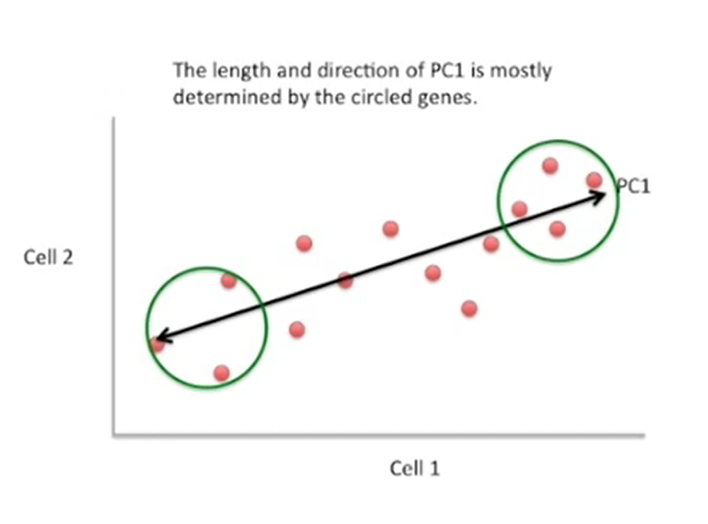 The length and direction of PC1 is mostly
determined by the circled genes.
PC1
Cell 2
Cell 1